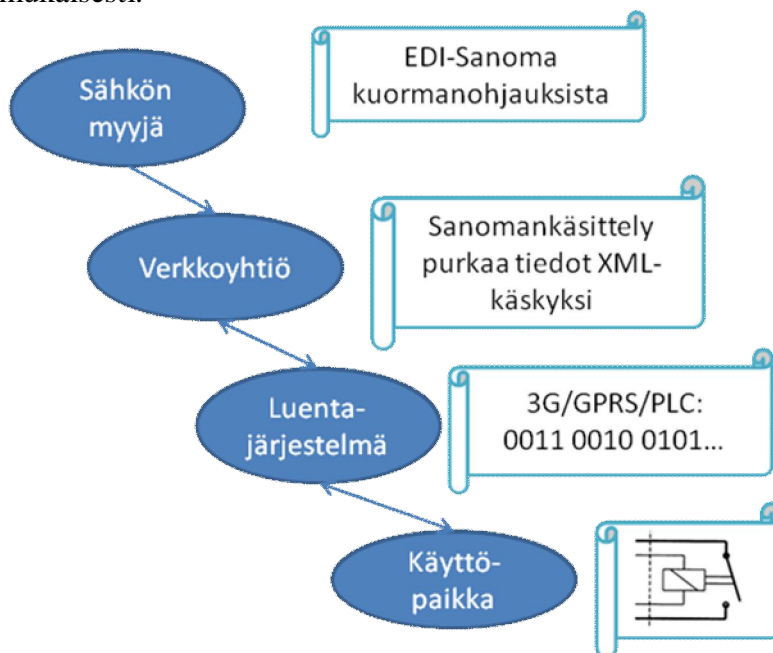 mukaisesti.
Sähkön
myyjä
EDI-Sanoma
kuormanohjauksista
Verkkoyhtiö
Sanomankäsittely
purkaa tiedot XML-
käskyksi
Luenta-
järjestelmä
3G/GPRS/PLC:
0011 0010 0101...
Käyttö-
paikka